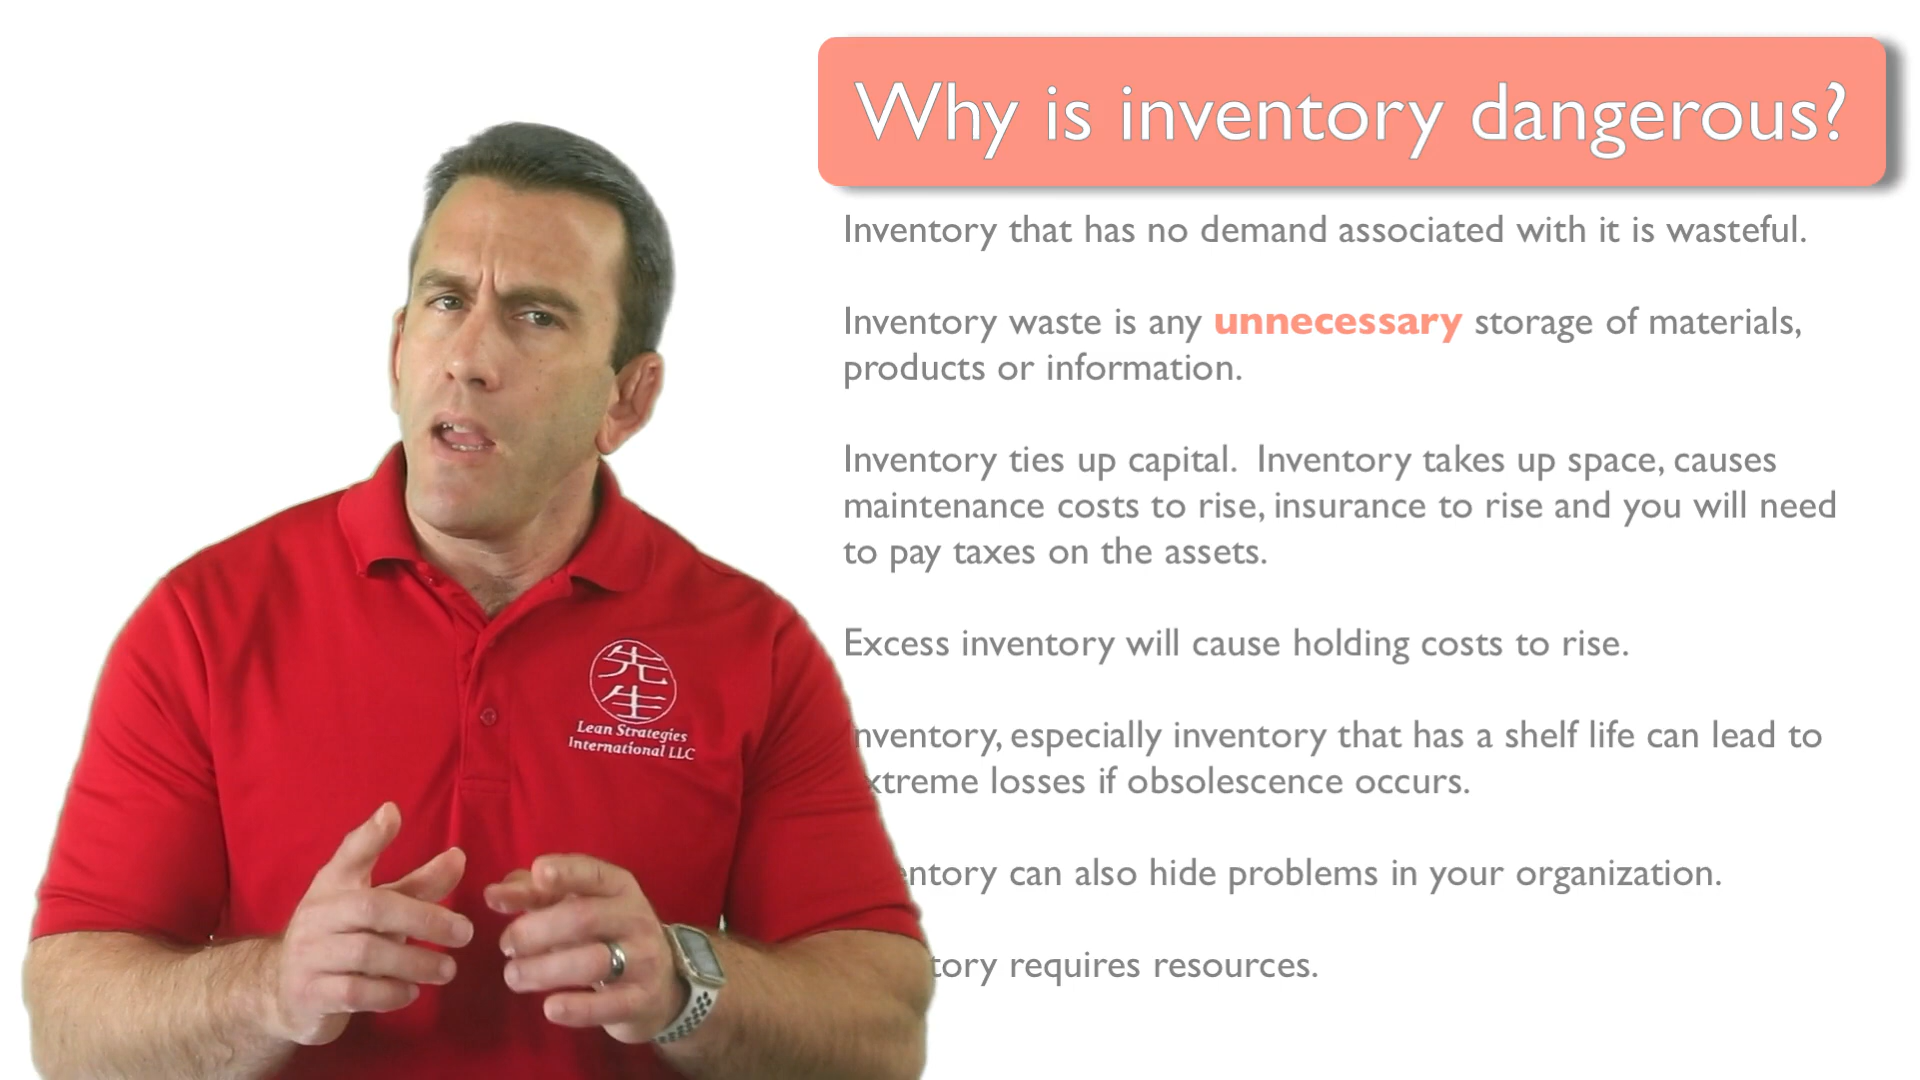 Why is inventory dangerous?
Inventory that has no demand associated with it is wasteful.
Inventory waste is any unnecessary storage of materials,
products or information.
Inventory ties up capital. Inventory takes up space, causes
maintenance costs to rise, insurance to rise and you will need
to pay taxes on the assets.
Excess inventory will cause holding costs to rise.
nventory, especially inventory that has a shelf life can lead to
xtreme losses if obsolescence occurs.
entory can also hide problems in your organization.
tory requires resources.
先
生
Lean Strategies
International LLC